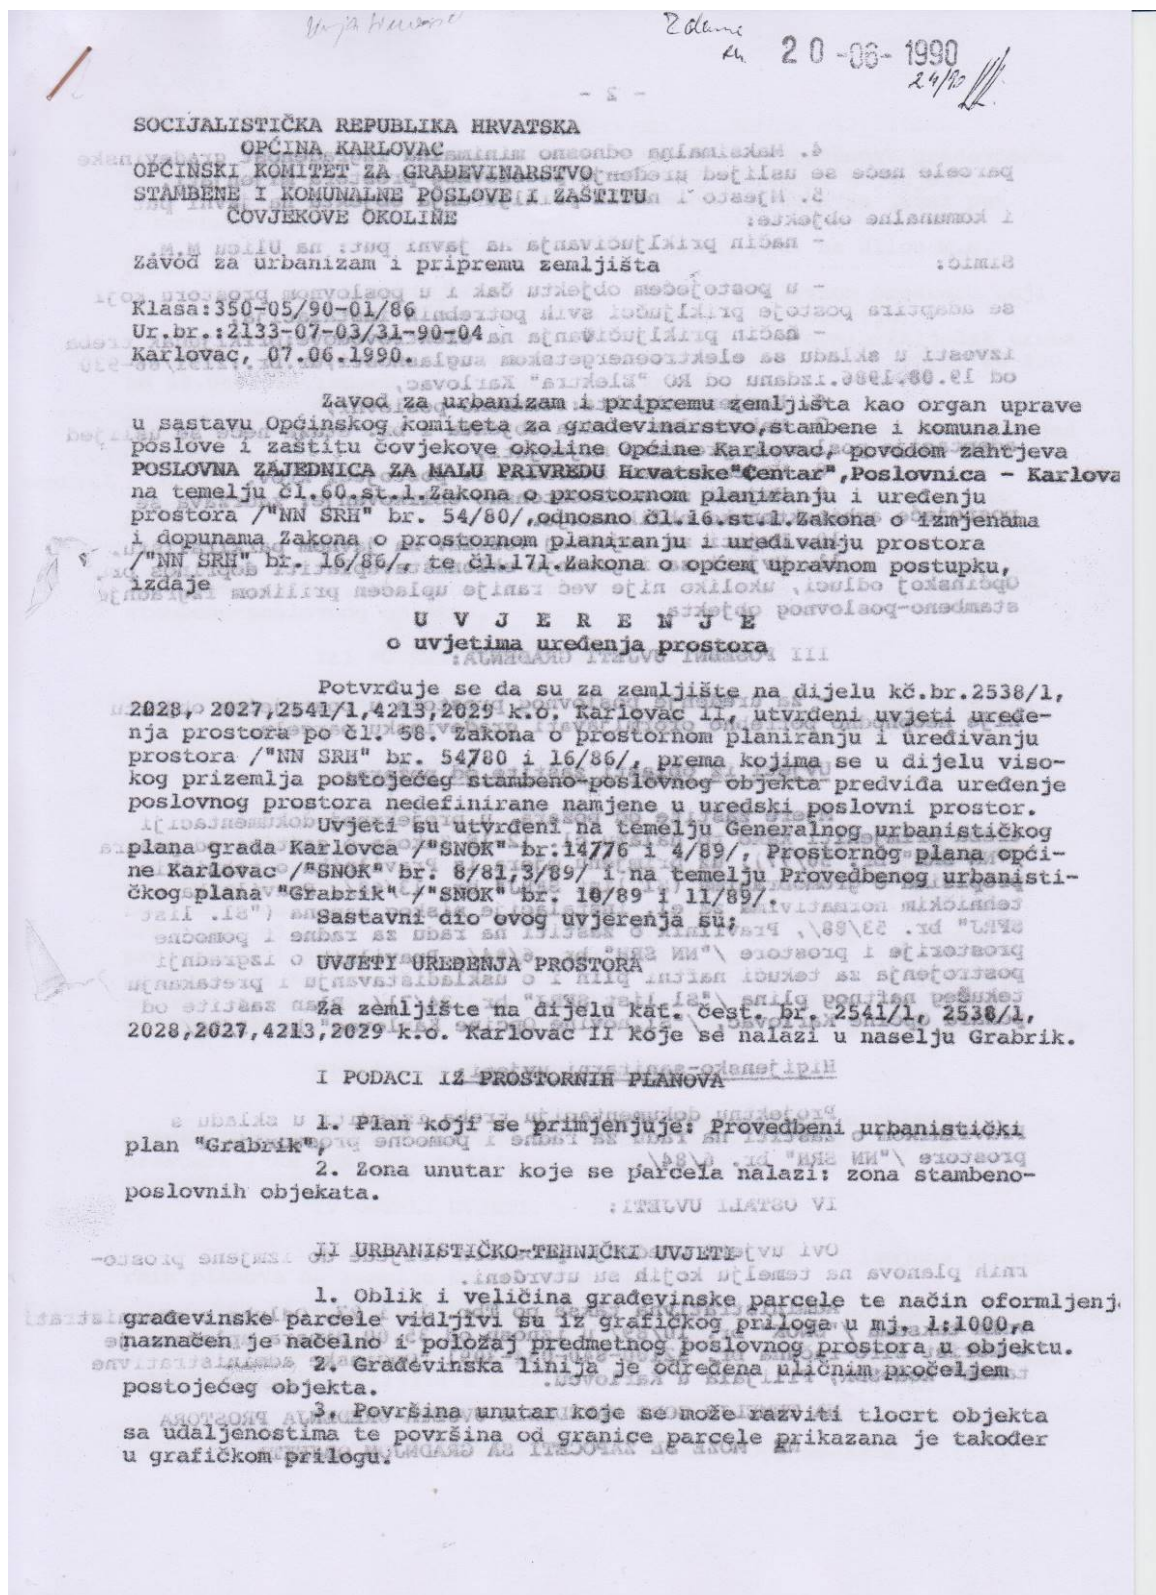 20-06-1990
24/90
SOCIJALISTIČKA REPUBLIKA HRVATSKA
OPĆINA KARLOVAC
OPĆINSKI KOMITET ZA GRAĐEVINARSTVO
STAMBENE I KOMUNALNE POSLOVE I ZAŠTITU
ČOVJEKOVE OKOLINE
Zavod za urbanizam i pripremu zemljišta
Klasa:350-05/90-01/86
Ur.br.:2133-07-03/31-90-04
Karlovac, 07.06.1990.
Zavod za urbanizam i pripremu zemljišta kao organ uprave
u sastavu Općinskog komiteta za građevinarstvo,stambene i komunalne
poslove i zaštitu čovjekove okoline Općine Karlovac, povodom zahtjeva
POSLOVNA ZAJEDNICA ZA MALU PRIVREDU Hrvatske"Centar",Poslovnica - Karlova
na temelju čl.60.st.1.Zakona o prostornom planiranju i uređenju
prostora /"NN SRH" br. 54/80/,odnosno čl.16.st.1.Zakona o izmjenama
i dopunama Zakona o prostornom planiranju i uređivanju prostora
/"NN SRH" br. 16/86/, te čl.171.Zakona o općem upravnom postupku,
izdaje
U V J E R E N J E
o uvjetima uređenja prostora
Potvrđuje se da su za zemljište na dijelu kč.br.2538/1,
2028, 2027,2541/1,4213,2029 k.o. Karlovac II, utvrđeni uvjeti uređe-
nja prostora po čl. 58. Zakona o prostornom planiranju i uređivanju
prostora /"NN SRH" br. 54/80 i 16/86/, prema kojima se u dijelu viso-
kog prizemlja postojećeg stambeno-poslovnog objekta predviđa uređenje
poslovnog prostora nedefinirane namjene u uredski poslovni prostor.
Uvjeti su utvrđeni na temelju Generalnog urbanističkog
plana grada Karlovca /"SNOK" br:14/76 i 4/89/, Prostornog plana opći-
ne Karlovac /"SNOK" br. 8/81,3/89/ i na temelju Provedbenog urbanisti-
čkog plana "Grabrik" /"SNOK" br. 10/89 i 11/89/.
Sastavni dio ovog uvjerenja su;
UVJETI UREĐENJA PROSTORA
Za zemljište na dijelu kat. čest. br. 2541/1, 2538/1,
2028,2027,4213,2029 k.o. Karlovac II koje se nalazi u naselju Grabrik.
I PODACI IZ PROSTORNIH PLANOVA
1. Plan koji se primjenjuje: Provedbeni urbanistički
plan "Grabrik",
2. Zona unutar koje se parcela nalazi: zona stambeno-
poslovnih objekata.
II URBANISTIČKO-TEHNIČKI UVJETI
1. Oblik i veličina građevinske parcele te način oformljenj
građevinske parcele vidljivi su iz grafičkog priloga u mj. 1:1000,a
naznačen je načelno i položaj predmetnog poslovnog prostora u objektu.
2. Građevinska linija je određena uličnim pročeljem
postojećeg objekta.
3. Površina unutar koje se može razviti tlocrt objekta
sa udaljenostima te površina od granice parcele prikazana je također
u grafičkom prilogu.